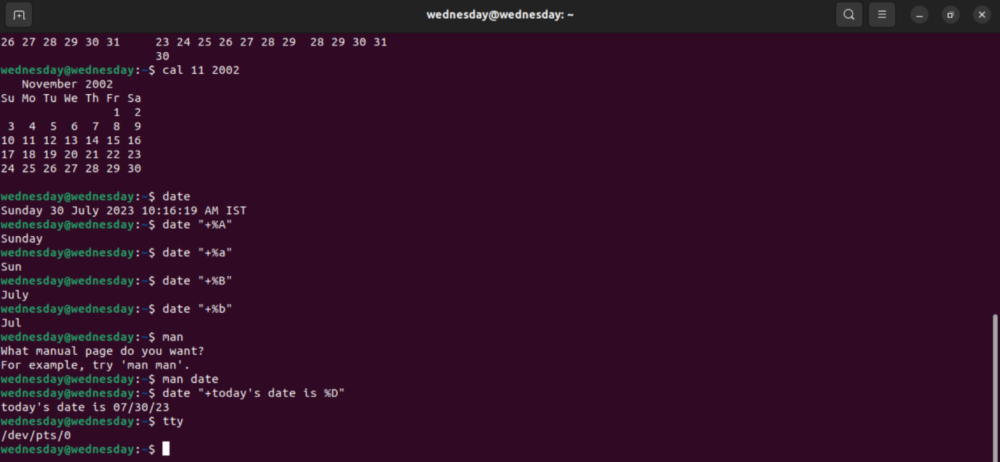 wednesday@wednesday: ~
26 27 28 29 30 31     23 24 25 26 27 28 29  28 29 30 31
                      30
wednesday@wednesday:~$ cal 11 2002
   November 2002
Su Mo Tu We Th Fr Sa
                1  2
 3  4  5  6  7  8  9
10 11 12 13 14 15 16
17 18 19 20 21 22 23
24 25 26 27 28 29 30
wednesday@wednesday:~$ date
Sunday 30 July 2023 10:16:19 AM IST
wednesday@wednesday:~$ date "+%A"
Sunday
wednesday@wednesday:~$ date "+%a"
Sun
wednesday@wednesday:~$ date "+%B"
July
wednesday@wednesday:~$ date "+%b"
Jul
wednesday@wednesday:~$ man
What manual page do you want?
For example, try 'man man'.
wednesday@wednesday:~$ man date
wednesday@wednesday:~$ date "+today's date is %D"
today's date is 07/30/23
wednesday@wednesday:~$ tty
/dev/pts/0
wednesday@wednesday:~$